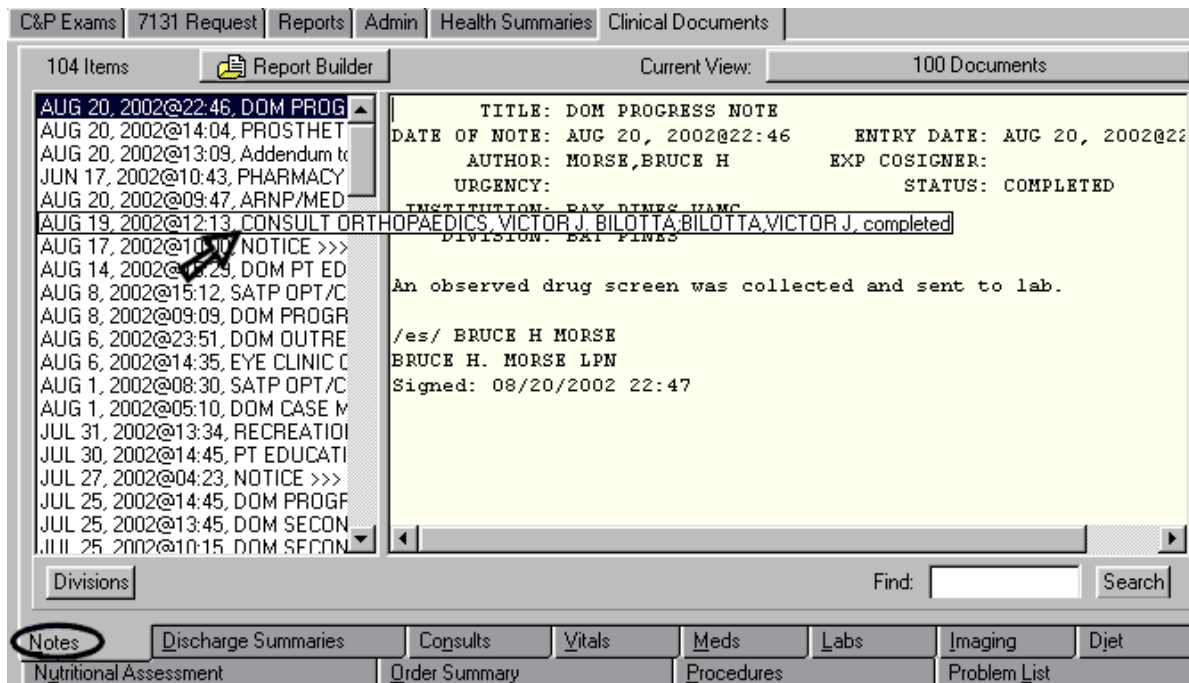 C&P Exams 7131 Request Reports Admin Health Summaries Clinical Documents
104 Items Report Builder Current View: 100 Documents
AUG 20, 2002@22:46, DOM PROG
AUG 20, 2002@14:04, PROSTHET
AUG 20, 2002@13:09, Addendum to
JUN 17, 2002@10:43, PHARMACY
AUG 20, 2002@09:47, ARNP/MED
AUG 19, 2002@12:13, CONSULT ORTHOPAEDICS, VICTOR J. BILOTTA;BILOTTA,VICTOR J, completed
AUG 17, 2002@ NOTICE >>>
AUG 14, 2002@ DOM PT ED
AUG 8, 2002@15:12, SATP OPT/C
AUG 8, 2002@09:09, DOM PROGR
AUG 6, 2002@23:51, DOM OUTRE
AUG 6, 2002@14:35, EYE CLINIC C
AUG 1, 2002@08:30, SATP OPT/C
AUG 1, 2002@05:10, DOM CASE M
JUL 31, 2002@13:34, RECREATIO
JUL 30, 2002@14:45, PT EDUCATI
JUL 27, 2002@04:23, NOTICE >>>
JUL 25, 2002@14:45, DOM PROGR
JUL 25, 2002@13:45, DOM SECON
JUL 25, 2002@10:15, DOM SECON
TITLE: DOM PROGRESS NOTE
DATE OF NOTE: AUG 20, 2002@22:46 ENTRY DATE: AUG 20, 2002@22
AUTHOR: MORSE,BRUCE H EXP COSIGNER:
URGENCY: STATUS: COMPLETED
INSTITUTION: BAY PINES VAMC
DIVISION: BAY PINES
An observed drug screen was collected and sent to lab.
/es/ BRUCE H MORSE
BRUCE H. MORSE LPN
Signed: 08/20/2002 22:47
Divisions Find: Search
Notes Discharge Summaries Consults Vitals Meds Labs Imaging Diet
Nutritional Assessment Order Summary Procedures Problem List